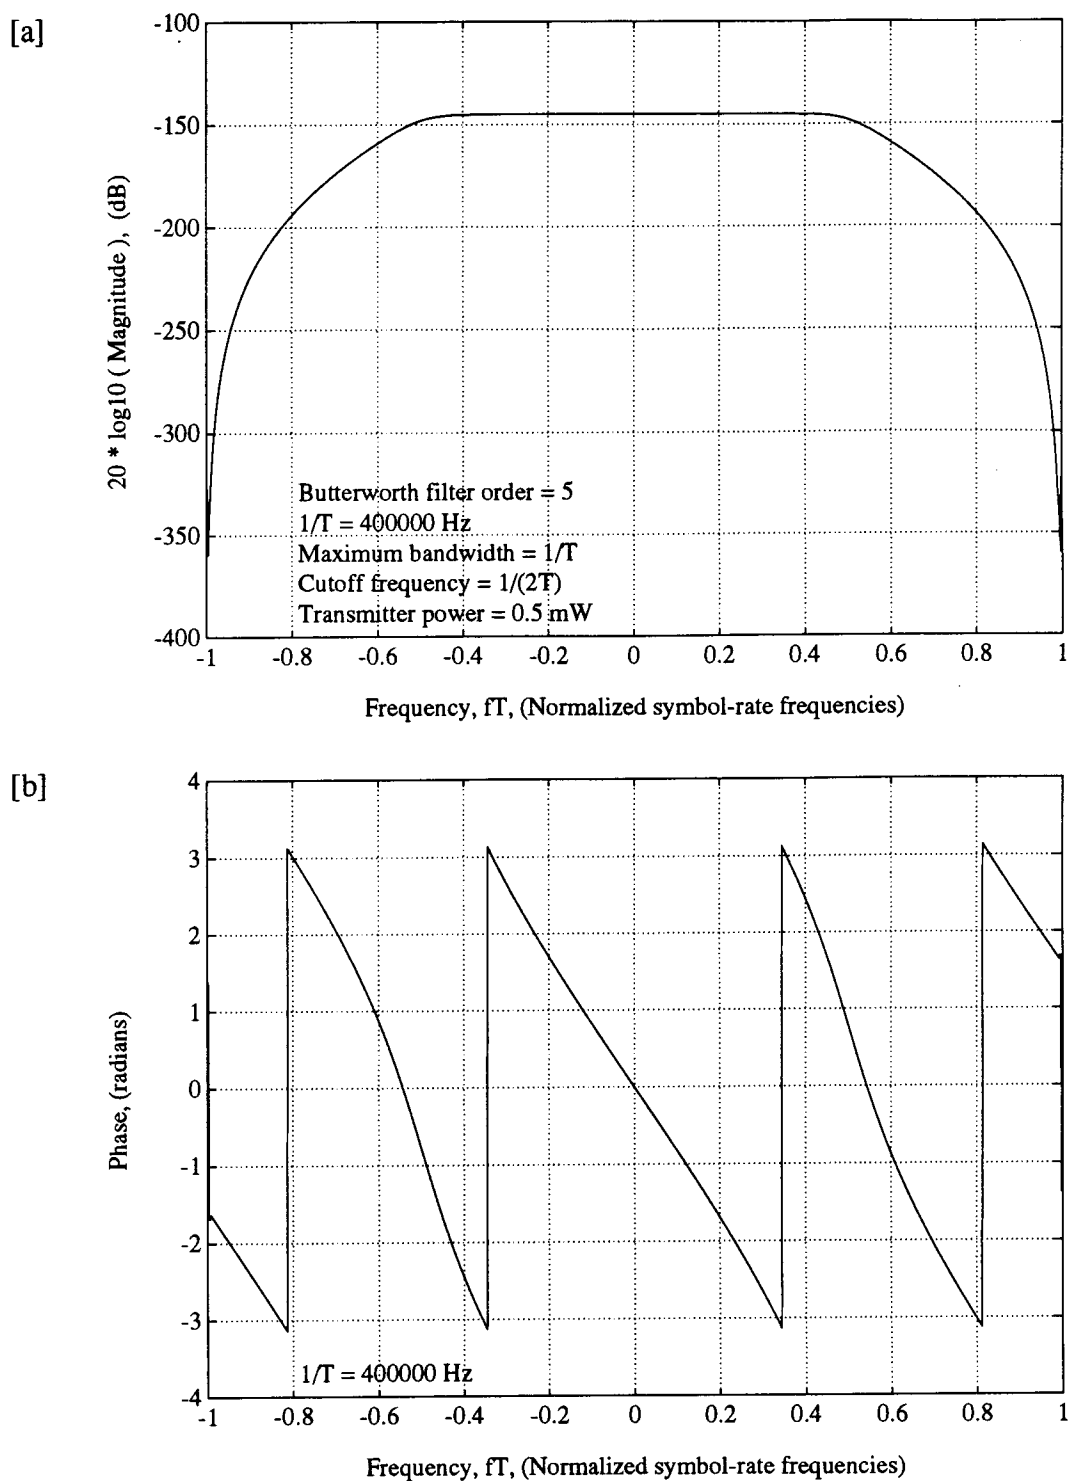 [a]
-100
-150
-200
-250
-300
-350
-400
20 * log10 ( Magnitude ), (dB)
Butterworth filter order = 5
1/T = 400000 Hz
Maximum bandwidth = 1/T
Cutoff frequency = 1/(2T)
Transmitter power = 0.5 mW
-1 -0.8 -0.6 -0.4 -0.2 0 0.2 0.4 0.6 0.8 1
Frequency, fT, (Normalized symbol-rate frequencies)
[b]
4
3
2
1
0
-1
-2
-3
-4
Phase, (radians)
1/T = 400000 Hz
-1 -0.8 -0.6 -0.4 -0.2 0 0.2 0.4 0.6 0.8 1
Frequency, fT, (Normalized symbol-rate frequencies)